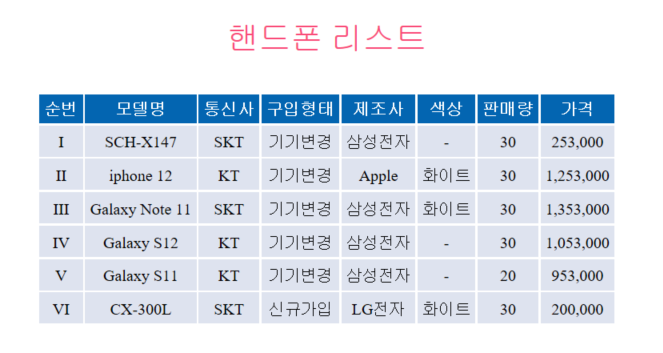 핸드폰 리스트
순번 모델명 통신사 구입형태 제조사 색상 판매량 가격
I SCH-X147 SKT 기기변경 삼성전자 - 30 253,000
II iphone 12 KT 기기변경 Apple 화이트 30 1,253,000
III Galaxy Note 11 SKT 기기변경 삼성전자 화이트 30 1,353,000
IV Galaxy S12 KT 기기변경 삼성전자 - 30 1,053,000
V Galaxy S11 KT 기기변경 삼성전자 - 20 953,000
VI CX-300L SKT 신규가입 LG전자 화이트 30 200,000